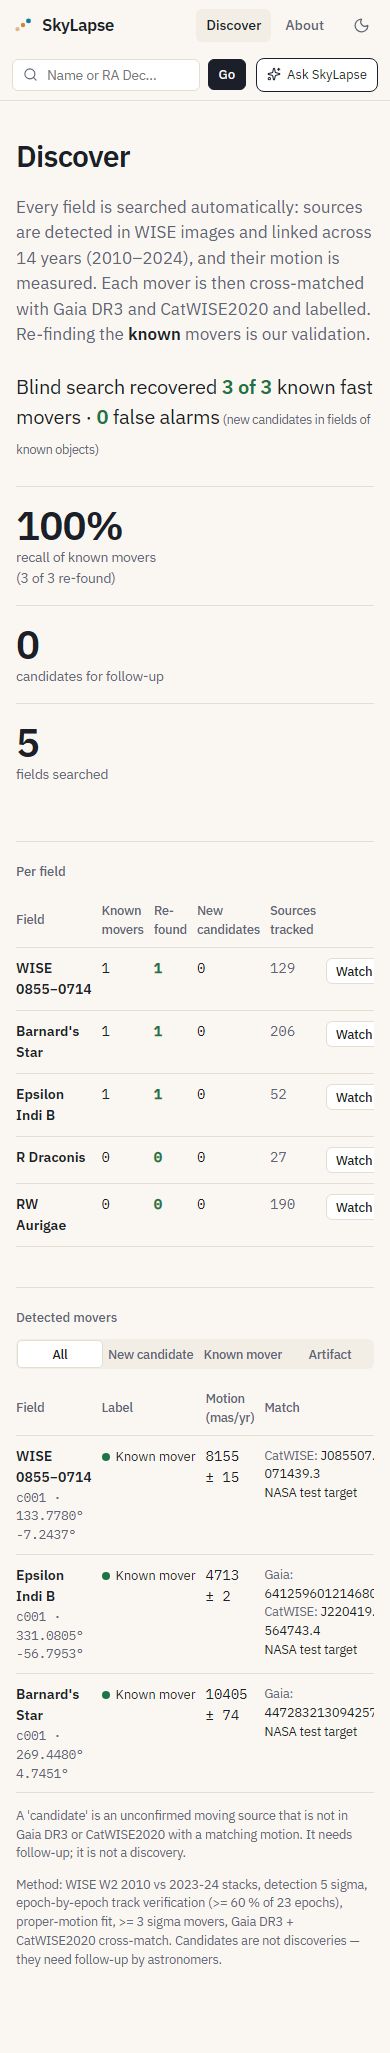 SkyLapse
Discover
About
Name or RA Dec...
Go
Ask SkyLapse
Discover
Every field is searched automatically: sources
are detected in WISE images and linked across
14 years (2010–2024), and their motion is
measured. Each mover is then cross-matched
with Gaia DR3 and CatWISE2020 and labelled.
Re-finding the known movers is our validation.
Blind search recovered 3 of 3 known fast
movers · 0 false alarms (new candidates in fields of
known objects)
100%
recall of known movers
(3 of 3 re-found)
0
candidates for follow-up
5
fields searched
Per field
Field Known movers Re-found New candidates Sources tracked
WISE 0855−0714 1 1 0 129 Watch
Barnard's Star 1 1 0 206 Watch
Epsilon Indi B 1 1 0 52 Watch
R Draconis 0 0 0 27 Watch
RW Aurigae 0 0 0 190 Watch
Detected movers
All New candidate Known mover Artifact
Field Label Motion (mas/yr) Match
WISE Known mover 8155 CatWISE: J085507.
0855−0714 ± 15 071439.3
c001 · NASA test target
133.7780°
-7.2437°
Epsilon Known mover 4713 Gaia:
Indi B ± 2 641259601214680
c001 · CatWISE: J220419.
331.0805° 564743.4
-56.7953° NASA test target
Barnard's Known mover 10405 Gaia:
Star ± 74 447283213094257
c001 · NASA test target
269.4480°
4.7451°
A 'candidate' is an unconfirmed moving source that is not in
Gaia DR3 or CatWISE2020 with a matching motion. It needs
follow-up; it is not a discovery.
Method: WISE W2 2010 vs 2023-24 stacks, detection 5 sigma,
epoch-by-epoch track verification (>= 60 % of 23 epochs),
proper-motion fit, >= 3 sigma movers, Gaia DR3 +
CatWISE2020 cross-match. Candidates are not discoveries —
they need follow-up by astronomers.